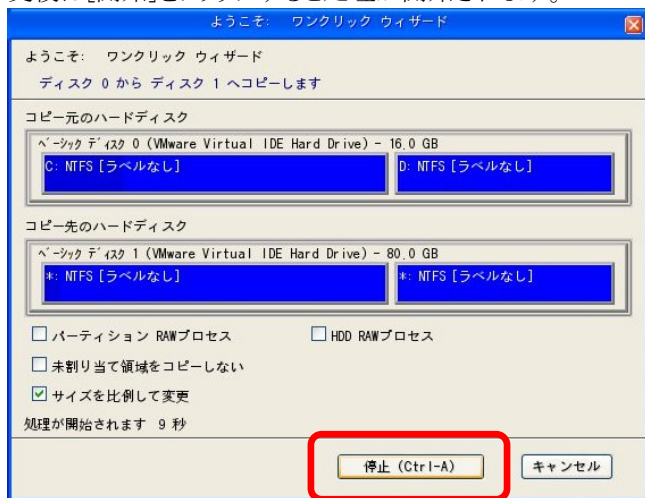 ようこそ: ワンクリック ウィザード
ようこそ: ワンクリック ウィザード
ディスク 0 から ディスク 1 へコピーします
コピー元のハードディスク
ベーシック ディスク 0 (VMware Virtual IDE Hard Drive) - 16.0 GB
C: NTFS [ラベルなし] D: NTFS [ラベルなし]
コピー先のハードディスク
ベーシック ディスク 1 (VMware Virtual IDE Hard Drive) - 80.0 GB
*: NTFS [ラベルなし] *: NTFS [ラベルなし]
パーティション RAWプロセス HDD RAWプロセス
未割り当て領域をコピーしない
サイズを比例して変更
処理が開始されます 9 秒
停止 (Ctrl-A) キャンセル